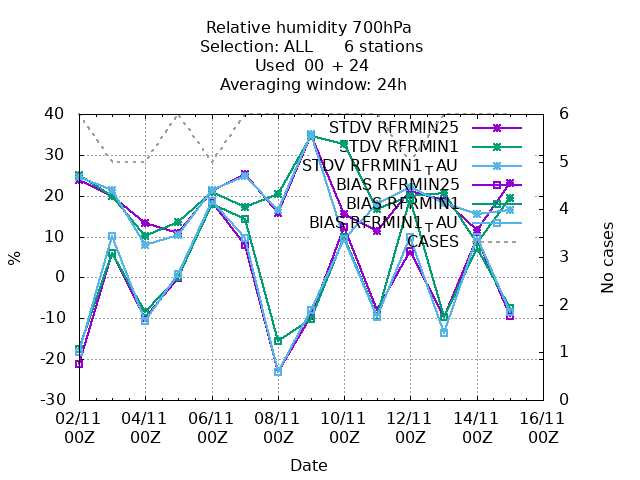 Relative humidity 700hPa
Selection: ALL 6 stations
Used 00 + 24
Averaging window: 24h
40
30
20
10
0
-10
-20
-30
%
6
5
4
3
2
1
0
No cases
STDV RFRMIN25
STDV RFRMIN1
STDV RFRMIN1_TAU
BIAS RFRMIN25
BIAS RFRMIN1
BIAS RFRMIN1_TAU
CASES
02/11 04/11 06/11 08/11 10/11 12/11 14/11 16/11
00Z 00Z 00Z 00Z 00Z 00Z 00Z 00Z
Date